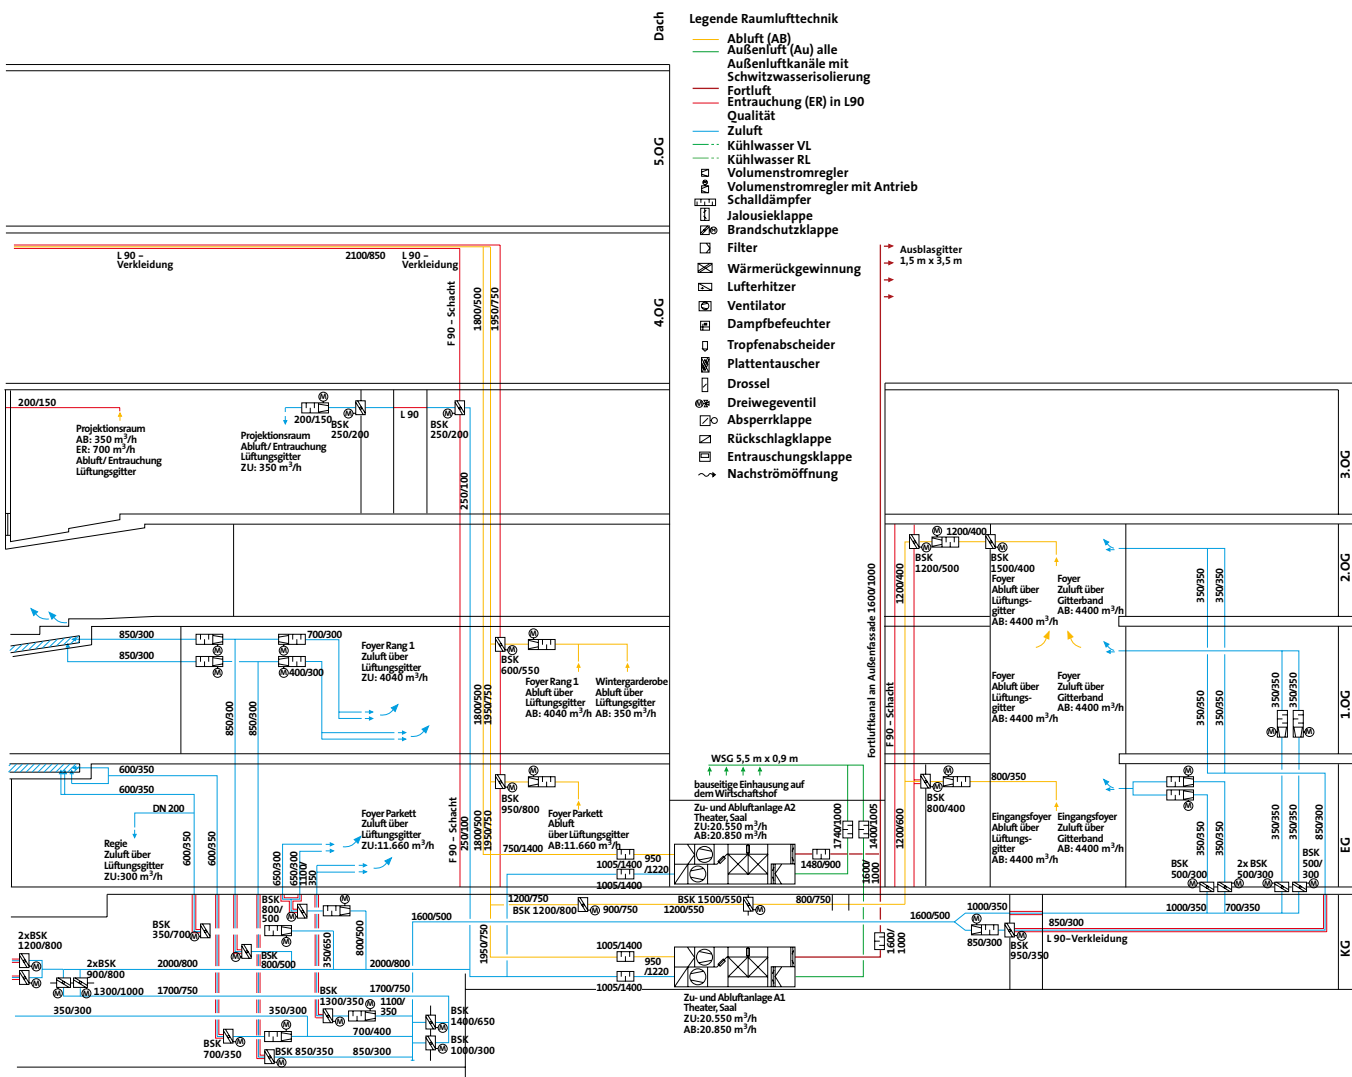 Dach
Legende Raumlufttechnik
Abluft (AB)
Außenluft (Au) alle
Außenluftkanäle mit
Schwitzwasserisolierung
Fortluft
Entrauchung (ER) in L90
Qualität
Zuluft
Kühlwasser VL
Kühlwasser RL
Volumenstromregler
Volumenstromregler mit Antrieb
Schalldämpfer
Jalousieklappe
Brandschutzklappe
Filter
Wärmerückgewinnung
Lufterhitzer
Ventilator
Dampfbefeuchter
Tropfenabscheider
Plattentauscher
Drossel
Dreiwegeventil
Absperrklappe
Rückschlagklappe
Entrauschungsklappe
Nachströmöffnung
5.OG
4.OG
L 90 –
Verkleidung
2100/850
L 90 –
Verkleidung
F 90 – Schacht
1800/500
1950/750
Ausblasgitter
1,5 m x 3,5 m
200/150
Projektionsraum
AB: 350 m³/h
ER: 700 m³/h
Abluft/ Entrauchung
Lüftungsgitter
Projektionsraum
Abluft/ Entrauchung
Lüftungsgitter
ZU: 350 m³/h
200/150
BSK
250/200
L 90
BSK
250/200
250/100
3.OG
2.OG
1.OG
EG
KG
Fortluftkanal an Außenfassade 1600/1000
F 90 – Schacht
1200/400
BSK
1200/500
1200/400
BSK
1500/400
Foyer
Abluft über
Lüftungs-
gitter
AB: 4400 m³/h
Foyer
Zuluft über
Gitterband
AB: 4400 m³/h
350/350
350/350
Foyer
Abluft über
Lüftungs-
gitter
AB: 4400 m³/h
Foyer
Zuluft über
Gitterband
AB: 4400 m³/h
350/350
350/350
350/350
350/350
850/300
850/300
700/300
400/300
850/300
850/300
Foyer Rang 1
Zuluft über
Lüftungsgitter
ZU: 4040 m³/h
BSK
600/550
Foyer Rang 1
Abluft über
Lüftungsgitter
AB: 4040 m³/h
Wintergarderobe
Abluft über
Lüftungsgitter
AB: 350 m³/h
1800/500
1950/750
600/350
600/350
DN 200
Regie
Zuluft über
Lüftungsgitter
ZU:300 m³/h
600/350
600/350
650/800
650/300
1100/
350
Foyer Parkett
Zuluft über
Lüftungsgitter
ZU:11.660 m³/h
F 90 – Schacht
250/100
1800/500
1950/750
BSK
950/800
Foyer Parkett
Abluft
über Lüftungsgitter
AB:11.660 m³/h
750/1400
1005/1400
950
/1220
1005/1400
WSG 5,5 m x 0,9 m
bauseitige Einhausung auf
dem Wirtschaftshof
Zu- und Abluftanlage A2
Theater, Saal
ZU:20.550 m³/h
AB:20.850 m³/h
1740/1000
1400/1005
1480/900
1600/
1000
1200/600
BSK
800/400
800/350
Eingangsfoyer
Abluft über
Lüftungs-
gitter
AB: 4400 m³/h
Eingangsfoyer
Zuluft über
Gitterband
AB: 4400 m³/h
350/350
350/350
350/350
350/350
850/300
BSK
500/300
2x BSK
BSK
500/
300
2xBSK
1200/800
2xBSK
900/800
1300/1000
BSK
350/700
BSK
800/
500
BSK
800/500
350/650
800/500
2000/800
2000/800
1700/750
1700/750
350/300
350/300
BSK
700/350
BSK
1300/350
1100/
350
700/400
BSK 850/350
850/300
BSK
1400/650
BSK
1000/300
1600/500
1950/750
1200/750
BSK 1200/800
900/750
BSK 1500/550
1200/550
800/750
1005/1400
950
/1220
1005/1400
Zu- und Abluftanlage A1
Theater, Saal
ZU:20.550 m³/h
AB:20.850 m³/h
1600/
1000
1600/500
1000/350
850/300
BSK
950/350
850/300
L 90–Verkleidung
1000/350
700/350